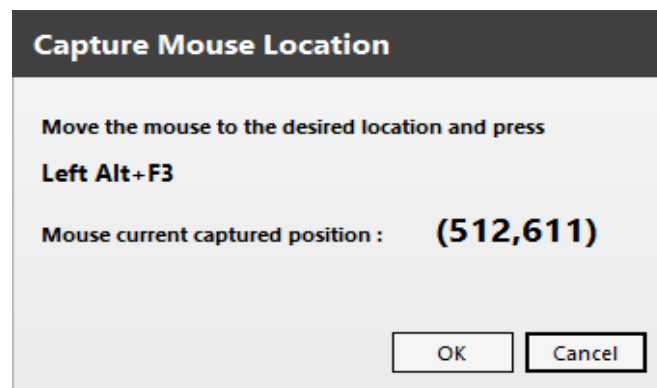 Capture Mouse Location
Move the mouse to the desired location and press
Left Alt+F3
Mouse current captured position : (512,611)
OK Cancel